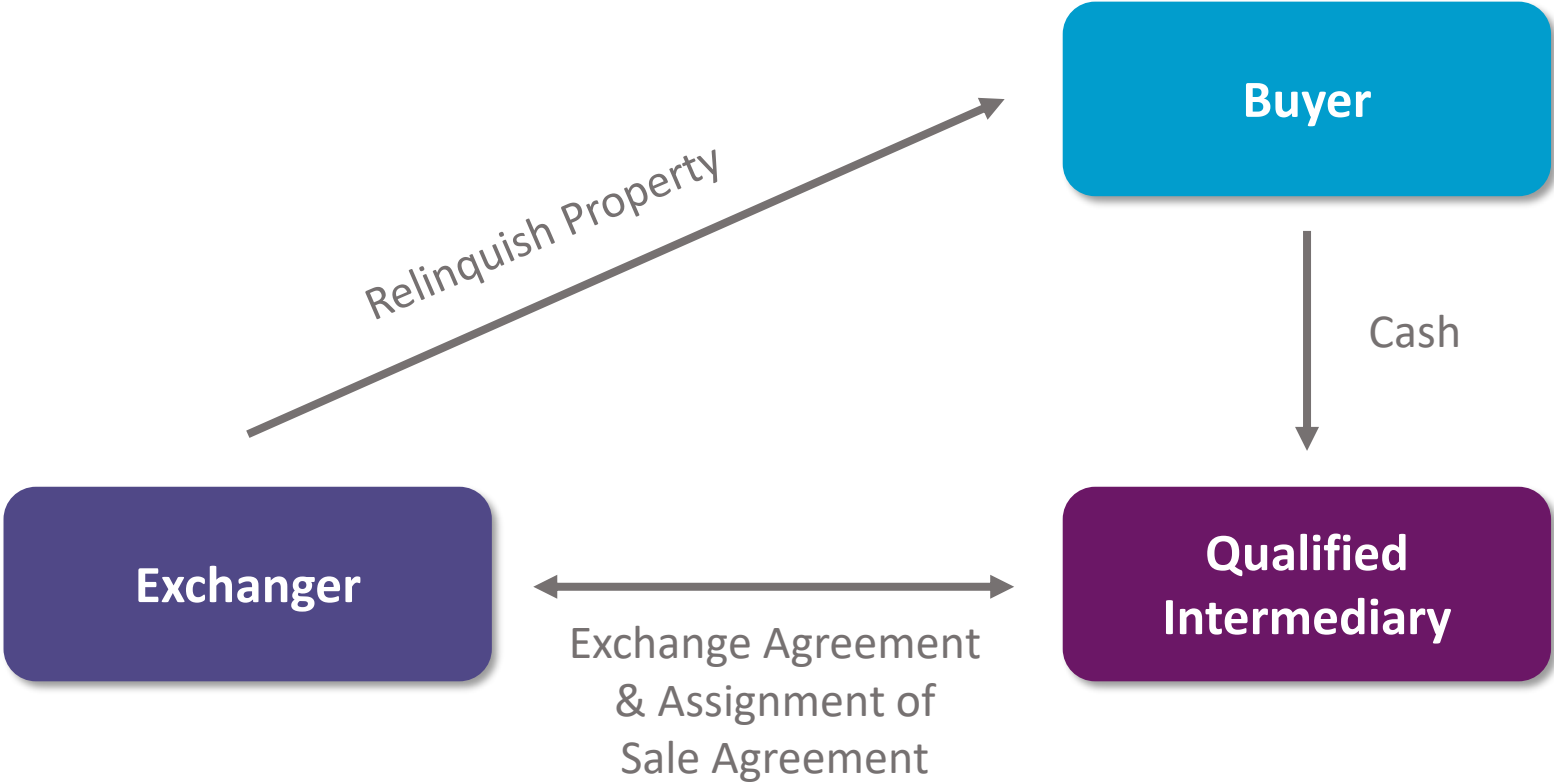 Buyer
Relinquish Property
Cash
Exchanger
Qualified
Intermediary
Exchange Agreement
& Assignment of
Sale Agreement